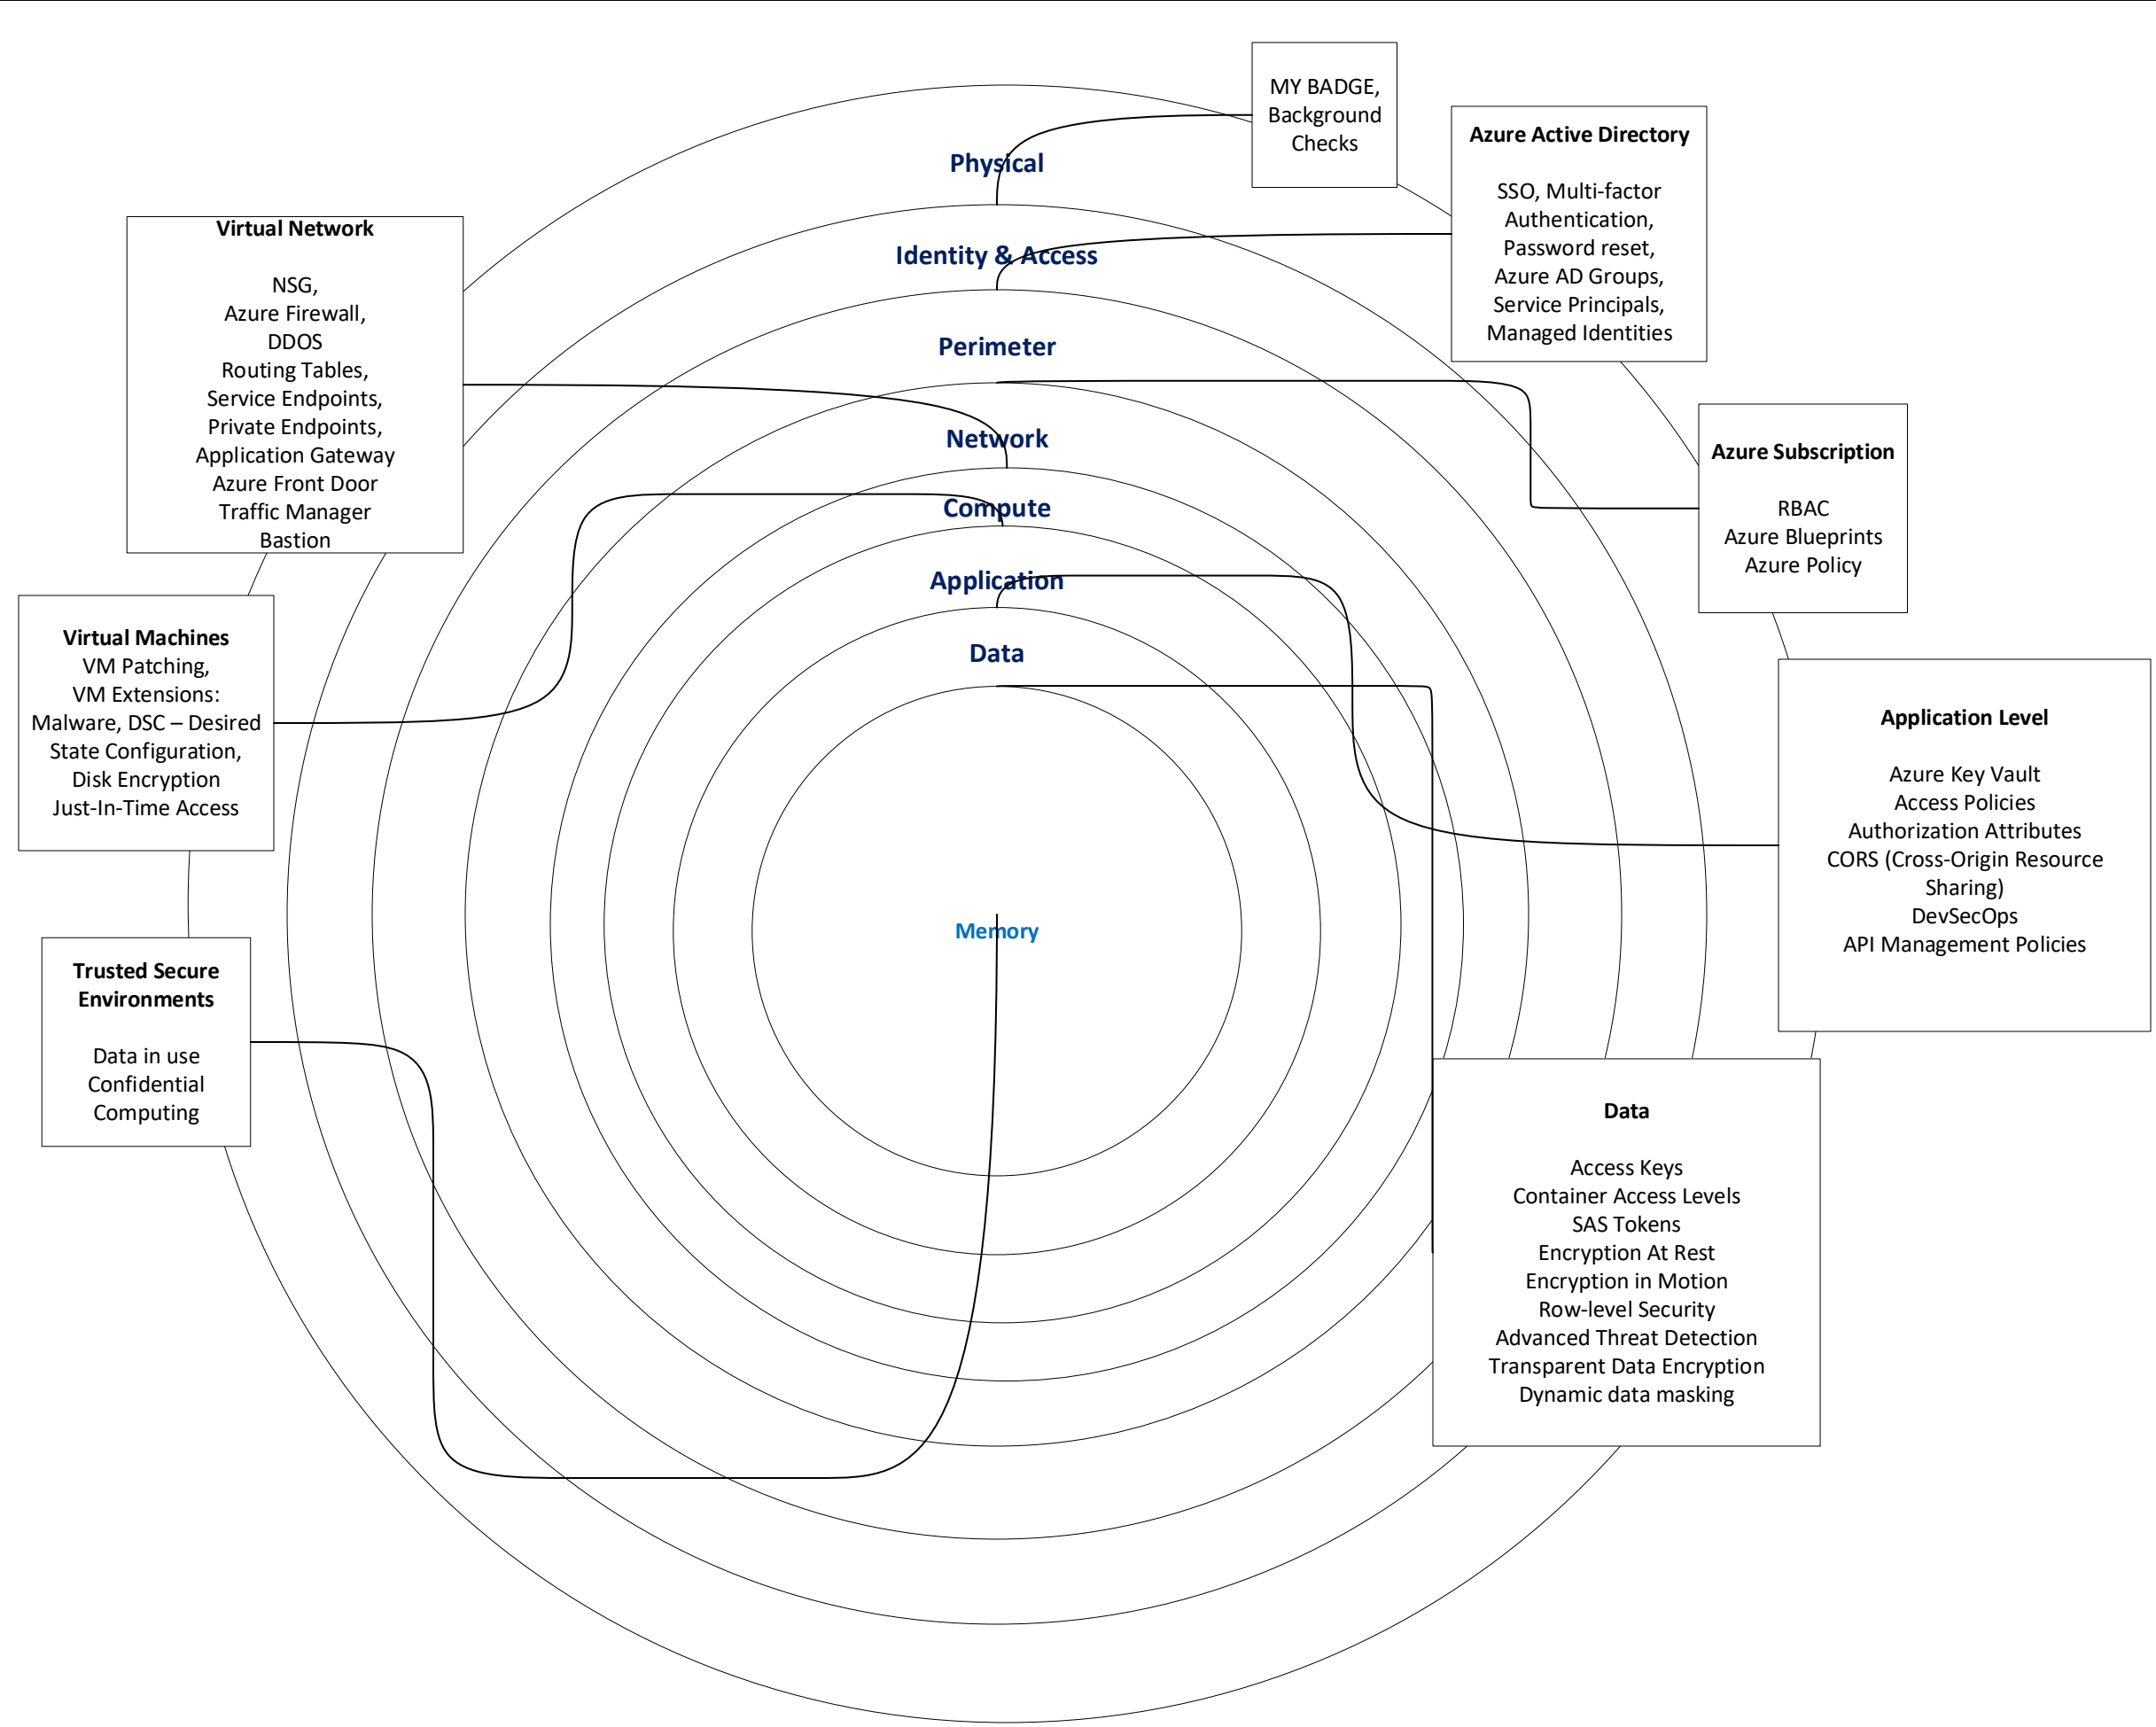 MY BADGE,
Background
Checks
Azure Active Directory
SSO, Multi-factor
Authentication,
Password reset,
Azure AD Groups,
Service Principals,
Managed Identities
Physical
Identity & Access
Perimeter
Network
Compute
Application
Data
Memory
Virtual Network
NSG,
Azure Firewall,
DDOS
Routing Tables,
Service Endpoints,
Private Endpoints,
Application Gateway
Azure Front Door
Traffic Manager
Bastion
Azure Subscription
RBAC
Azure Blueprints
Azure Policy
Virtual Machines
VM Patching,
VM Extensions:
Malware, DSC – Desired
State Configuration,
Disk Encryption
Just-In-Time Access
Application Level
Azure Key Vault
Access Policies
Authorization Attributes
CORS (Cross-Origin Resource
Sharing)
DevSecOps
API Management Policies
Trusted Secure
Environments
Data in use
Confidential
Computing
Data
Access Keys
Container Access Levels
SAS Tokens
Encryption At Rest
Encryption in Motion
Row-level Security
Advanced Threat Detection
Transparent Data Encryption
Dynamic data masking